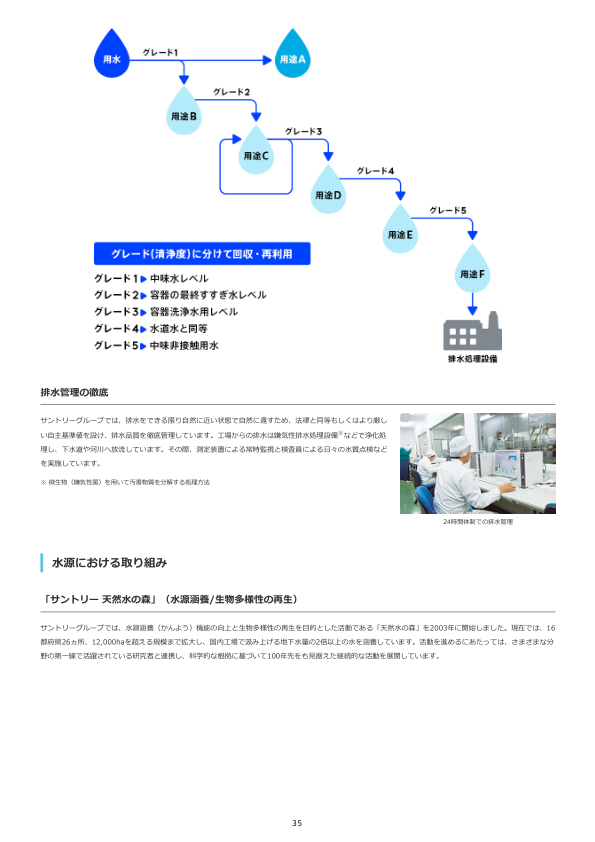 用水
グレード1
用途A
用途B
グレード2
用途C
グレード3
用途D
グレード4
用途E
グレード5
用途F
排水処理設備
グレード(清浄度)に分けて回収・再利用
グレード1▶中味水レベル
グレード2▶容器の最終すすぎ水レベル
グレード3▶容器洗浄水用レベル
グレード4▶水道水と同等
グレード5▶中味非接触用水
排水管理の徹底
サントリーグループでは、排水をできる限り自然に近い状態で自然に還すため、法律と同等もしくはより厳し
い自主基準値を設け、排水品質を徹底管理しています。工場からの排水は嫌気性排水処理設備※などで浄化処
理し、下水道や河川へ放流しています。その際、測定装置による常時監視と検査員による日々の水質点検など
を実施しています。
※ 微生物（嫌気性菌）を用いて汚濁物質を分解する処理方法
24時間体制での排水管理
水源における取り組み
「サントリー 天然水の森」（水源涵養/生物多様性の再生）
サントリーグループでは、水源涵養（かんよう）機能の向上と生物多様性の再生を目的とした活動である「天然水の森」を2003年に開始しました。現在では、16
都府県26ヵ所、12,000haを超える規模まで拡大し、国内工場で汲み上げる地下水量の2倍以上の水を涵養しています。活動を進めるにあたっては、さまざまな分
野の第一線で活躍されている研究者と連携し、科学的な根拠に基づいて100年先をも見据えた継続的な活動を展開しています。
35